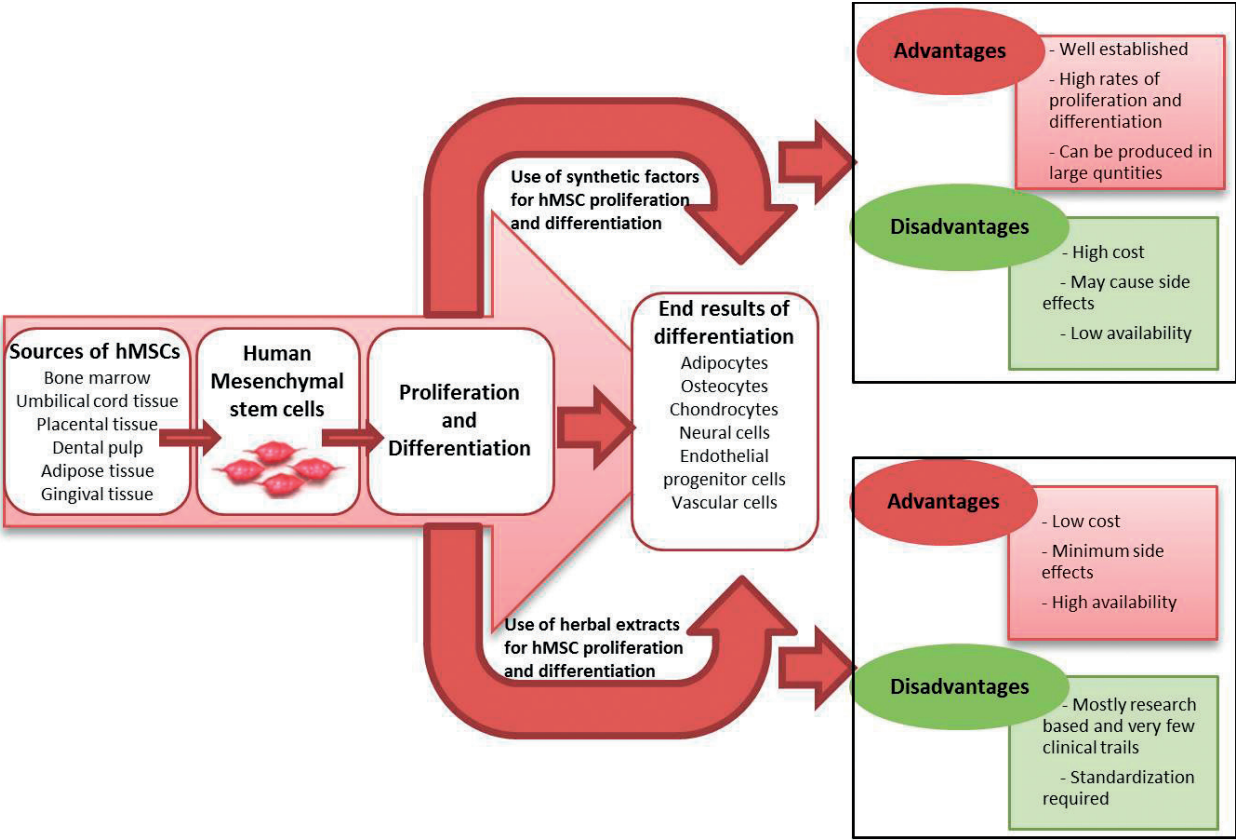 Sources of hMSCs
Bone marrow
Umbilical cord tissue
Placental tissue
Dental pulp
Adipose tissue
Gingival tissue
Human
Mesenchymal
stem cells
Proliferation
and
Differentiation
Use of synthetic factors
for hMSC proliferation
and differentiation
End results of
differentiation
Adipocytes
Osteocytes
Chondrocytes
Neural cells
Endothelial
progenitor cells
Vascular cells
Use of herbal extracts
for hMSC proliferation
and differentiation
Advantages
- Well established
- High rates of
proliferation and
differentiation
- Can be produced in
large quntities
Disadvantages
- High cost
- May cause side
effects
- Low availability
Advantages
- Low cost
- Minimum side
effects
- High availability
Disadvantages
- Mostly research
based and very few
clinical trails
- Standardization
required